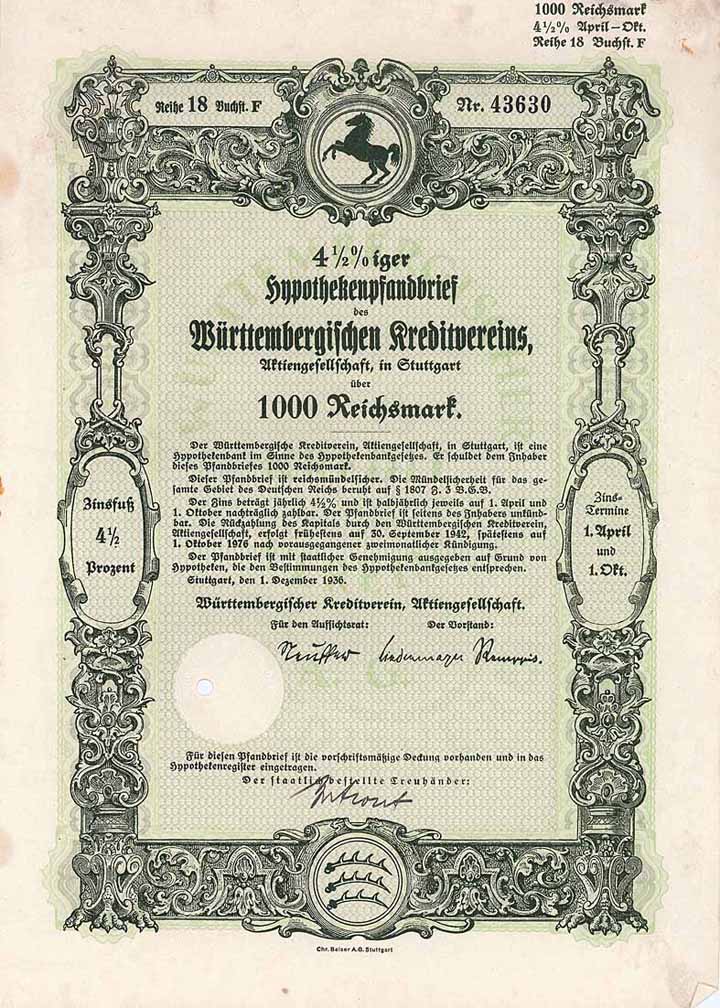 1000 Reichsmark
4½% April–Okt.
Reihe 18 Buchst. F
Reihe 18 Buchst. F
Nr. 43630
4½%iger
Hypothekenpfandbrief
des
Württembergischen Kreditvereins,
Aktiengesellschaft, in Stuttgart
über
1000 Reichsmark.
Der Württembergische Kreditverein, Aktiengesellschaft, in Stuttgart, ist eine
Hypothekenbank im Sinne des Hypothekenbankgesetzes. Er schuldet dem Inhaber
dieses Pfandbriefes 1000 Reichsmark.
Dieser Pfandbrief ist reichsmündelsicher. Die Mündelsicherheit für das ge-
samte Gebiet des Deutschen Reichs beruht auf § 1807 Z. 3 B.G.B.
Der Zins beträgt jährlich 4½% und ist halbjährlich jeweils auf 1. April und
1. Oktober nachträglich zahlbar. Der Pfandbrief ist seitens des Inhabers unkünd-
bar. Die Rückzahlung des Kapitals durch den Württembergischen Kreditverein,
Aktiengesellschaft, erfolgt frühestens auf 30. September 1942, spätestens auf
1. Oktober 1976 nach vorausgegangener zweimonatlicher Kündigung.
Der Pfandbrief ist mit staatlicher Genehmigung ausgegeben auf Grund von
Hypotheken, die den Bestimmungen des Hypothekenbankgesetzes entsprechen.
Stuttgart, den 1. Dezember 1936.
Zinsfuß
4½
Prozent
Zins-
Termine
1. April
und
1. Okt.
Württembergischer Kreditverein, Aktiengesellschaft.
Für den Aufsichtsrat: Der Vorstand:
Für diesen Pfandbrief ist die vorschriftsmäßige Deckung vorhanden und in das
Hypothekenregister eingetragen.
Der staatlich bestellte Treuhänder:
Chr. Belser A.G. Stuttgart